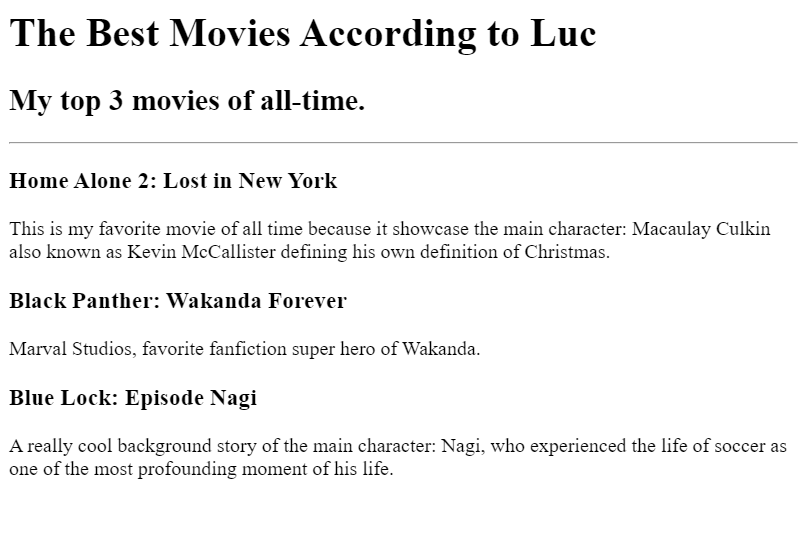 The Best Movies According to Luc
My top 3 movies of all-time.
Home Alone 2: Lost in New York
This is my favorite movie of all time because it showcase the main character: Macaulay Culkin
also known as Kevin McCallister defining his own definition of Christmas.
Black Panther: Wakanda Forever
Marval Studios, favorite fanfiction super hero of Wakanda.
Blue Lock: Episode Nagi
A really cool background story of the main character: Nagi, who experienced the life of soccer as
one of the most profounding moment of his life.